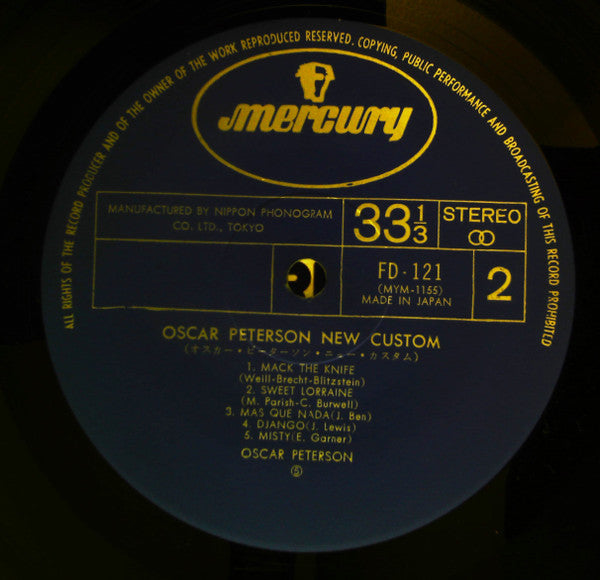 ALL RIGHTS OF THE RECORD PRODUCER AND OF THE OWNER OF THE WORK REPRODUCED RESERVED. COPYING, PUBLIC PERFORMANCE AND BROADCASTING OF THIS RECORD PROHIBITED
mercury
MANUFACTURED BY NIPPON PHONOGRAM
CO. LTD., TOKYO
33 1/3
STEREO
FD-121
(MYM-1155)
MADE IN JAPAN
2
OSCAR PETERSON NEW CUSTOM
(オスカー・ピーターソン・ニュー・カスタム)
1. MACK THE KNIFE
(Weill-Brecht-Blitzstein)
2. SWEET LORRAINE
(M. Parish-C. Burwell)
3. MAS QUE NADA(J. Ben)
4. DJANGO(J. Lewis)
5. MISTY(E. Garner)
OSCAR PETERSON
Ⓢ